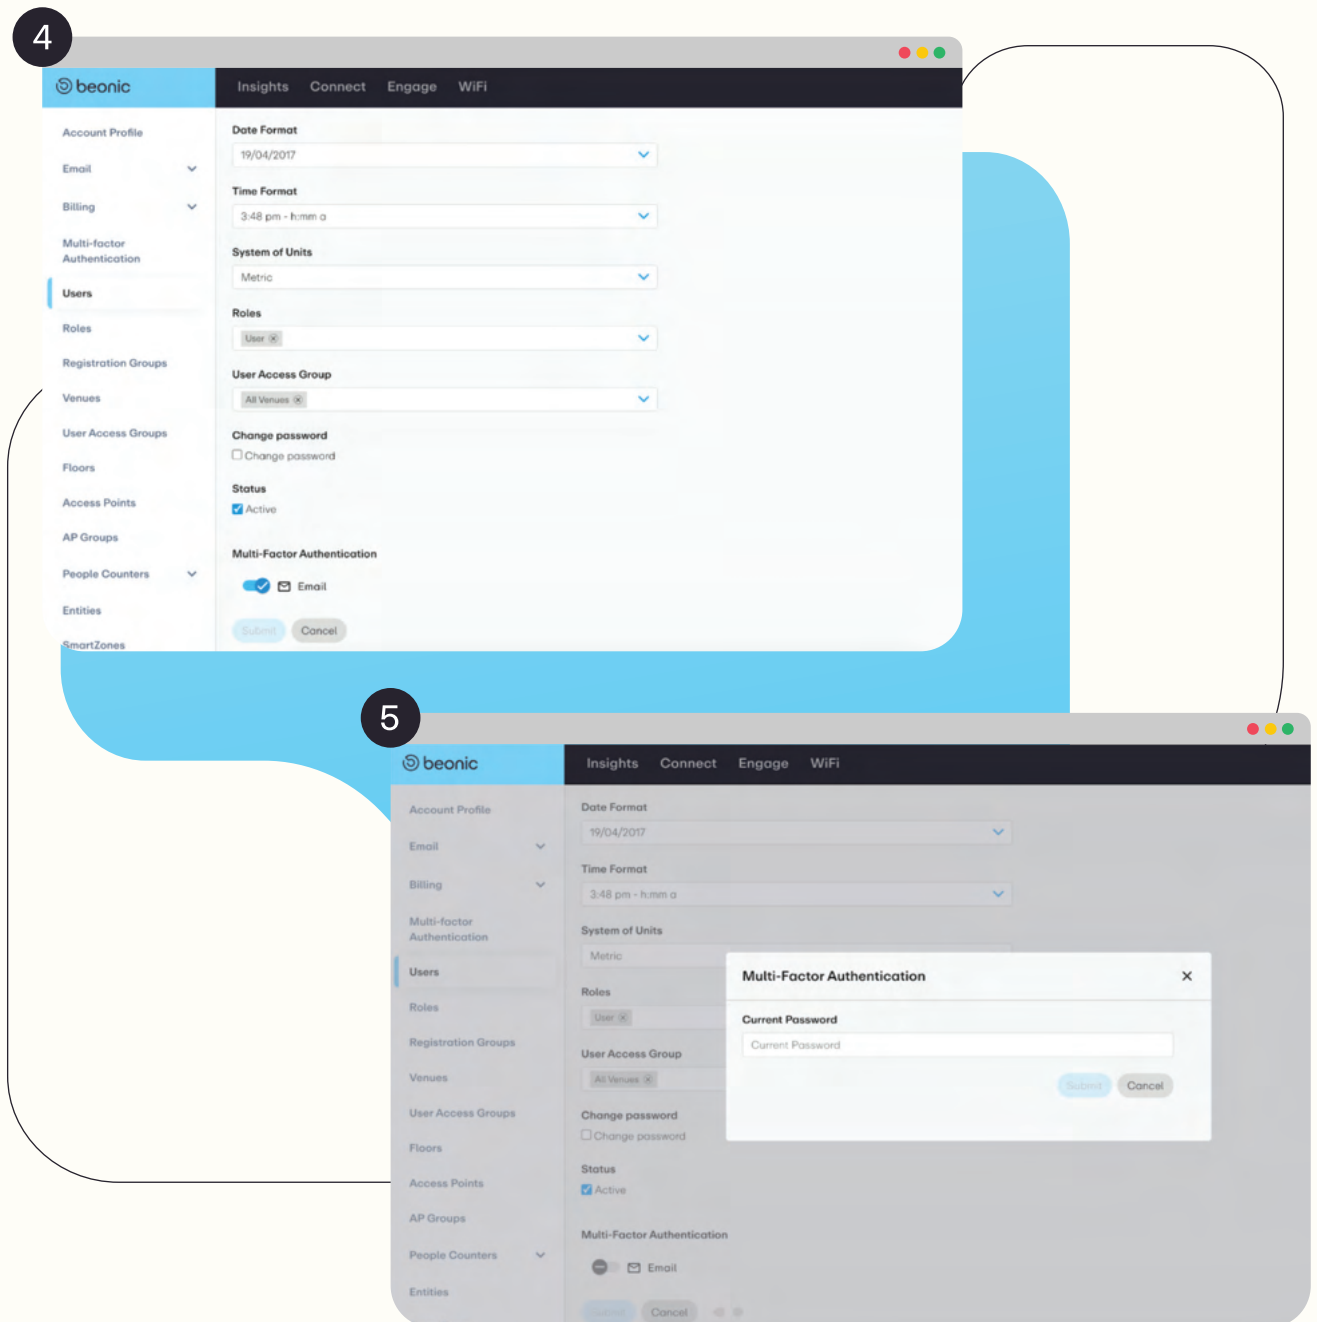 4
beonic
Insights Connect Engage WiFi
Account Profile
Email
Billing
Multi-factor
Authentication
Users
Roles
Registration Groups
Venues
User Access Groups
Floors
Access Points
AP Groups
People Counters
Entities
SmartZones
Date Format
19/04/2017
Time Format
3:48 pm - h:mm a
System of Units
Metric
Roles
User
User Access Group
All Venues
Change password
Change password
Status
Active
Multi-Factor Authentication
Email
Submit Cancel
5
beonic
Insights Connect Engage WiFi
Account Profile
Email
Billing
Multi-factor
Authentication
Users
Roles
Registration Groups
Venues
User Access Groups
Floors
Access Points
AP Groups
People Counters
Entities
Date Format
19/04/2017
Time Format
3:48 pm - h:mm a
System of Units
Metric
Roles
User
User Access Group
All Venues
Change password
Change password
Status
Active
Multi-Factor Authentication
Email
Submit Cancel
Multi-Factor Authentication
Current Password
Current Password
Submit Cancel